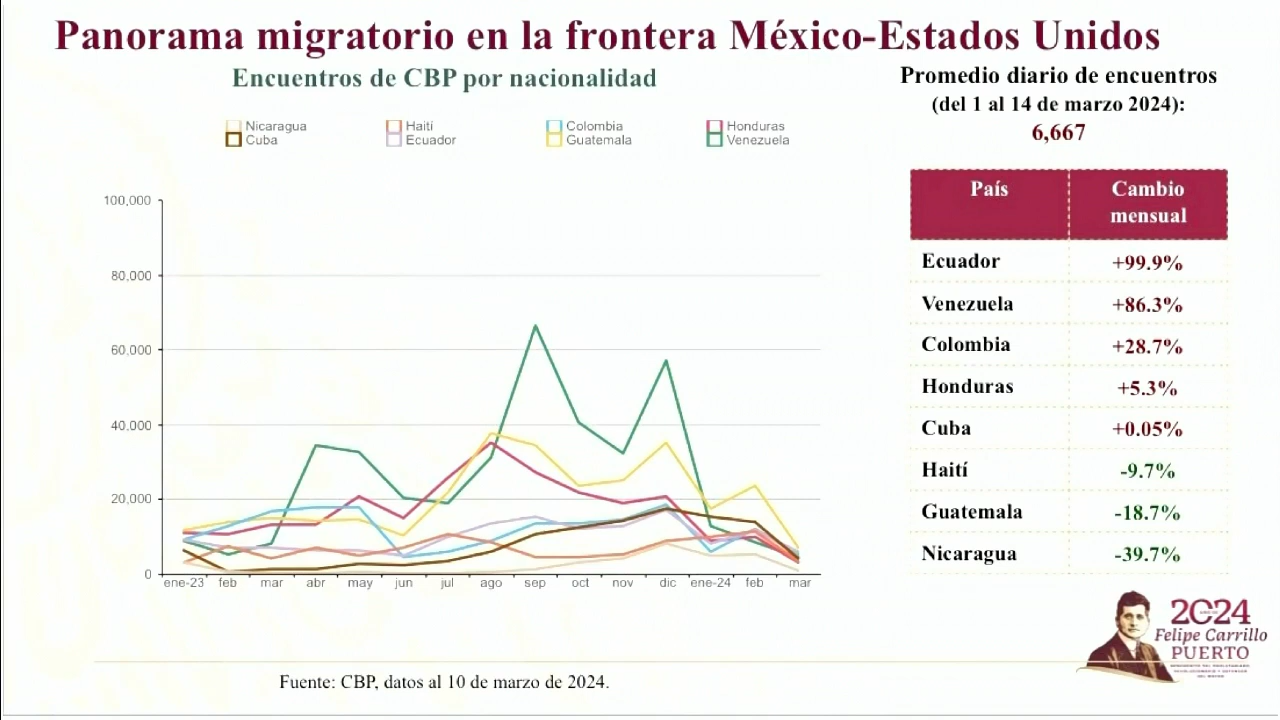 Panorama migratorio en la frontera México-Estados Unidos
Encuentros de CBP por nacionalidad
Nicaragua
Haití
Colombia
Honduras
Cuba
Ecuador
Guatemala
Venezuela
100,000
80,000
60,000
40,000
20,000
0
ene-23 feb mar abr may jun jul ago sep oct nov dic ene-24 feb mar
Promedio diario de encuentros
(del 1 al 14 de marzo 2024):
6,667
País Cambio
mensual
Ecuador +99.9%
Venezuela +86.3%
Colombia +28.7%
Honduras +5.3%
Cuba +0.05%
Haití -9.7%
Guatemala -18.7%
Nicaragua -39.7%
Fuente: CBP, datos al 10 de marzo de 2024.
2024
Felipe Carrillo
PUERTO